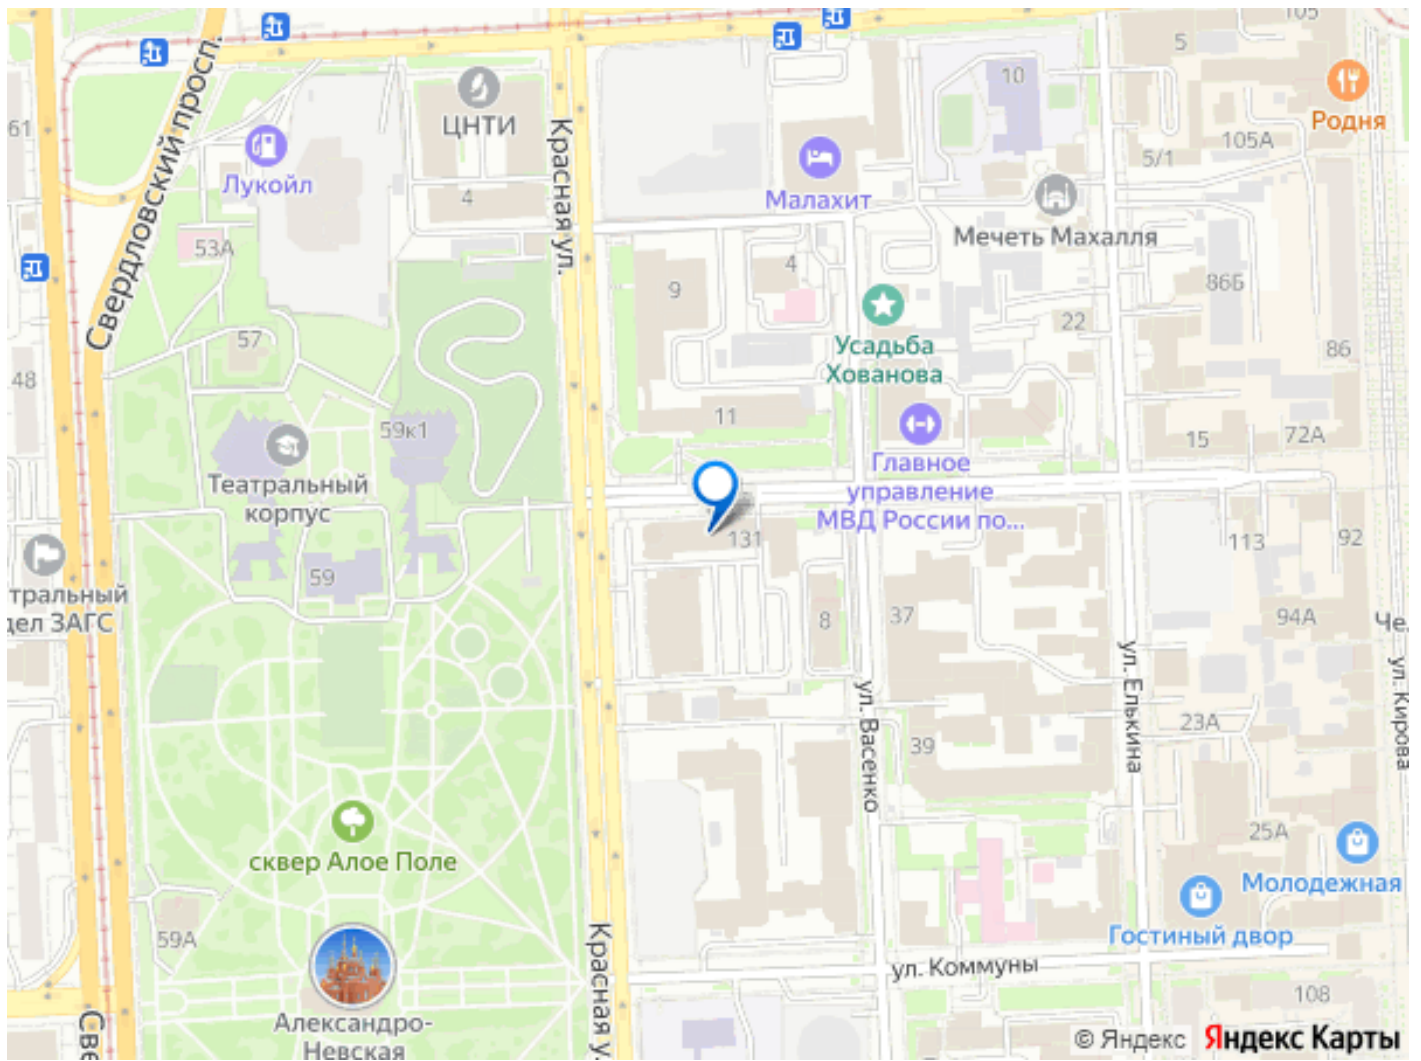 105
5
61
Свердловский просп.
ЦНТИ
Красная ул.
10
Родня
105А
5/1
Лукойл
Малахит
4
Мечеть Махалля
53А
4
9
86Б
22
Усадьба
Хованова
57
86
48
11
59к1
15
72А
Театральный
корпус
Главное
управление
МВД России по...
131
113
92
59
тральный
дел ЗАГС
8
37
94А
Че
ул. Елькина
ул. Кирова
ул. Васенко
23А
39
25А
сквер Алое Поле
Молодежная
Гостиный двор
59А
Красная у
ул. Коммуны
108
Све
Александро-
Невская
© Яндекс Яндекс Карты